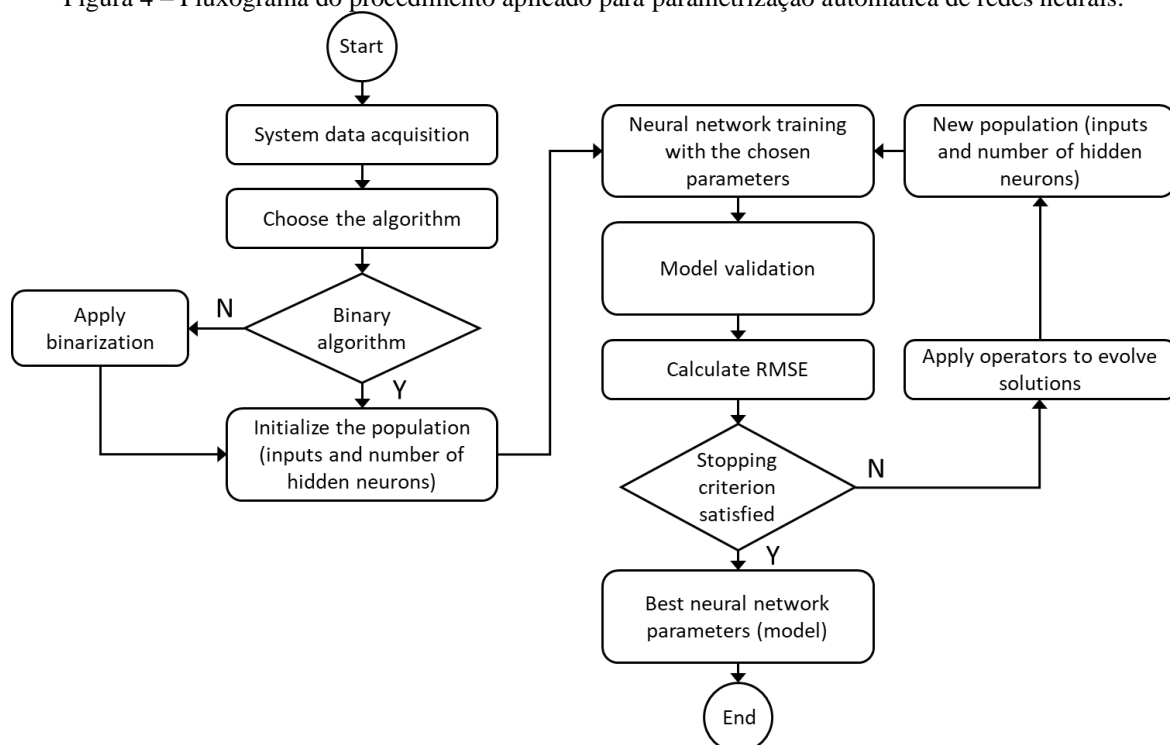 Figura 4 – Fluxograma do procedimento aplicado para parametrização automática de redes neurais.
Start
System data acquisition
Choose the algorithm
Binary
algorithm
N
Apply
binarization
Y
Initialize the population
(inputs and number of
hidden neurons)
Neural network training
with the chosen
parameters
New population (inputs
and number of hidden
neurons)
Model validation
Calculate RMSE
Apply operators to evolve
solutions
Stopping
criterion
satisfied
N
Y
Best neural network
parameters (model)
End